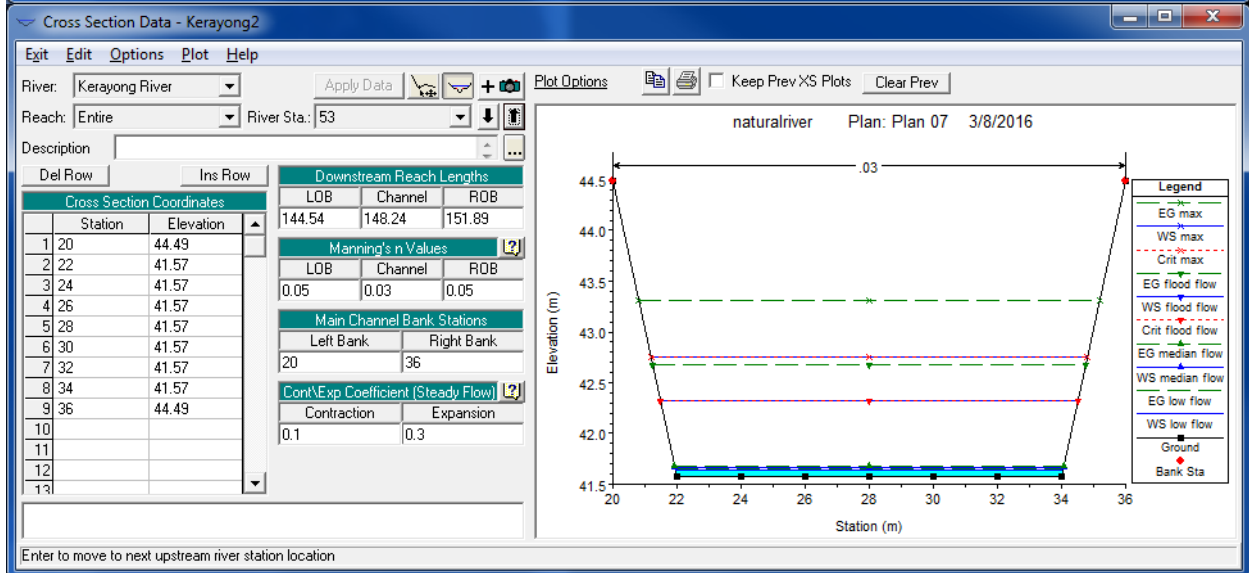 Cross Section Data - Kerayong2
Exit Edit Options Plot Help
River: Kerayong River Apply Data +
Reach: Entire River Sta.: 53
Description ...
Del Row Ins Row
Cross Section Coordinates
Station Elevation
1 20 44.49
2 22 41.57
3 24 41.57
4 26 41.57
5 28 41.57
6 30 41.57
7 32 41.57
8 34 41.57
9 36 44.49
10
11
12
13
Downstream Reach Lengths
LOB Channel ROB
144.54 148.24 151.89
Manning's n Values
LOB Channel ROB
0.05 0.03 0.05
Main Channel Bank Stations
Left Bank Right Bank
20 36
Cont\Exp Coefficient (Steady Flow)
Contraction Expansion
0.1 0.3
Plot Options Keep Prev XS Plots Clear Prev
naturalriver Plan: Plan 07 3/8/2016
.03
44.5
44.0
43.5
43.0
42.5
42.0
41.5
Elevation (m)
20 22 24 26 28 30 32 34 36
Station (m)
Legend
EG max
WS max
Crit max
EG flood flow
WS flood flow
Crit flood flow
EG median flow
WS median flow
EG low flow
WS low flow
Ground
Bank Sta
Enter to move to next upstream river station location